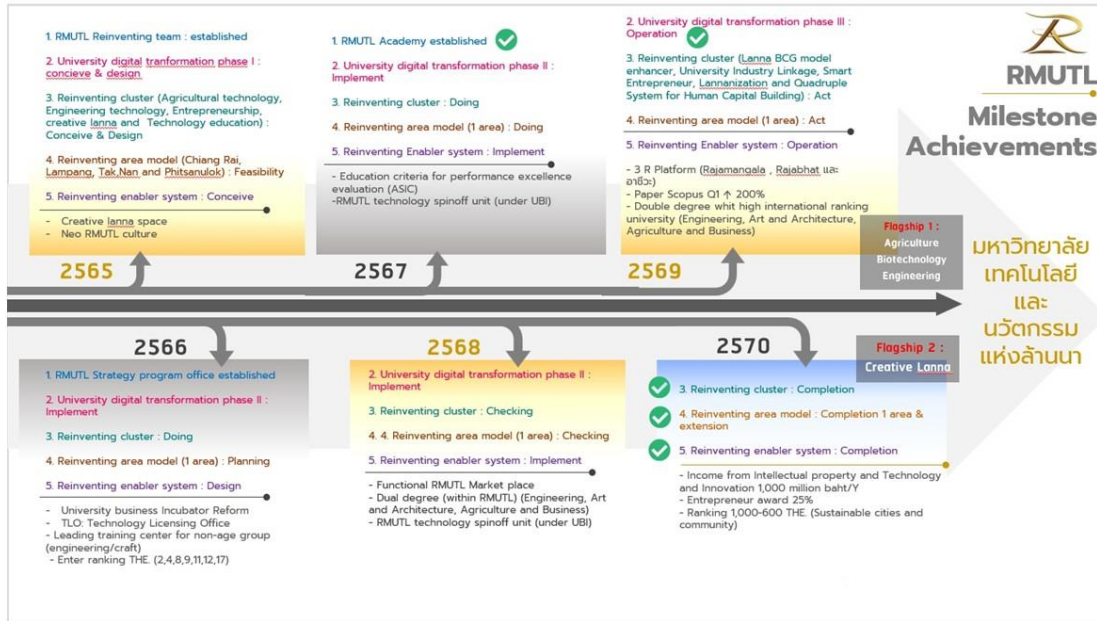 1. RMUTL Reinventing team : established
2. University digital tranformation phase I :
concieve & design
3. Reinventing cluster (Agricultural technology,
Engineering technology, Entrepreneurship,
creative lanna and Technology education) :
Conceive & Design
4. Reinventing area model (Chiang Rai,
Lampang, Tak,Nan and Phitsanulok) : Feasibility
5. Reinventing enabler system : Conceive
- Creative lanna space
- Neo RMUTL culture
2565
1. RMUTL Academy established
2. University digital transformation phase II :
Implement
3. Reinventing cluster : Doing
4. Reinventing area model (1 area) : Doing
5. Reinventing Enabler system : Implement
- Education criteria for performance excellence
evaluation (ASIC)
-RMUTL technology spinoff unit (under UBI)
2567
2. University digital transformation phase III :
Operation
3. Reinventing cluster (Lanna BCG model
enhancer, University Industry Linkage, Smart
Entrepreneur, Lannanization and Quadruple
System for Human Capital Building) : Act
4. Reinventing area model (1 area) : Act
5. Reinventing Enabler system : Operation
- 3 R Platform (Rajamangala , Rajabhat และ
อาชีวะ)
- Paper Scopus Q1 ↑ 200%
- Double degree whit high international ranking
university (Engineering, Art and Architecture,
Agriculture and Business)
2569
RMUTL
Milestone
Achievements
Flagship 1 :
Agriculture
Biotechnology
Engineering
มหาวิทยาลัย
เทคโนโลยี
และ
นวัตกรรม
แห่งล้านนา
2566
1. RMUTL Strategy program office established
2. University digital transformation phase II :
Implement
3. Reinventing cluster : Doing
4. Reinventing area model (1 area) : Planning
5. Reinventing enabler system : Design
- University business Incubator Reform
- TLO: Technology Licensing Office
- Leading training center for non-age group
(engineering/craft)
- Enter ranking THE. (2,4,8,9,11,12,17)
2568
2. University digital transformation phase II :
Implement
3. Reinventing cluster : Checking
4. 4. Reinventing area model (1 area) : Checking
5. Reinventing enabler system : Implement
- Functional RMUTL Market place
- Dual degree (within RMUTL) (Engineering, Art
and Architecture, Agriculture and Business)
- RMUTL technology spinoff unit (under UBI)
2570
3. Reinventing cluster : Completion
4. Reinventing area model : Completion 1 area &
extension
5. Reinventing enabler system : Completion
- Income from Intellectual property and Technology
and Innovation 1,000 million baht/Y
- Entrepreneur award 25%
- Ranking 1,000-600 THE. (Sustainable cities and
community)
Flagship 2 :
Creative Lanna